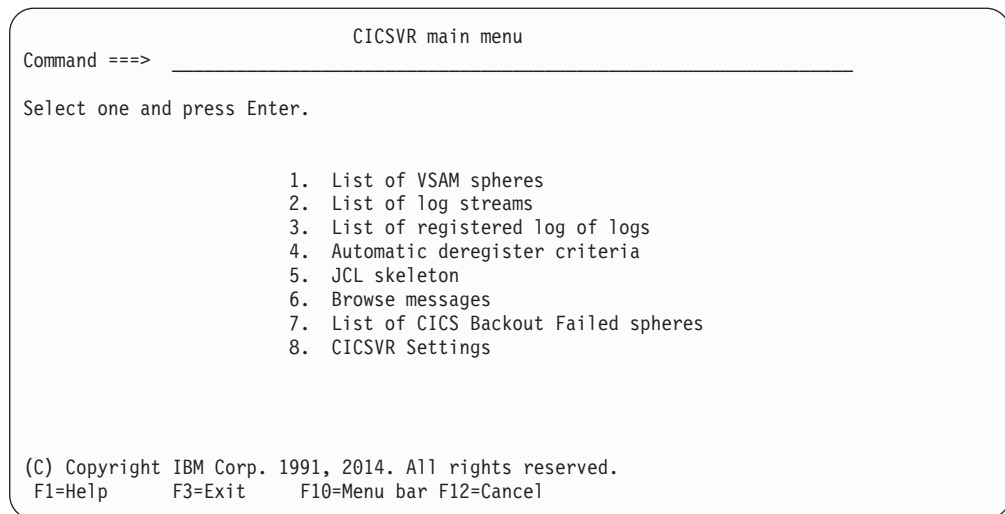 CICSVR main menu
Command ===> ________________________________________________________________
Select one and press Enter.
1. List of VSAM spheres
2. List of log streams
3. List of registered log of logs
4. Automatic deregister criteria
5. JCL skeleton
6. Browse messages
7. List of CICS Backout Failed spheres
8. CICSVR Settings
(C) Copyright IBM Corp. 1991, 2014. All rights reserved.
F1=Help F3=Exit F10=Menu bar F12=Cancel